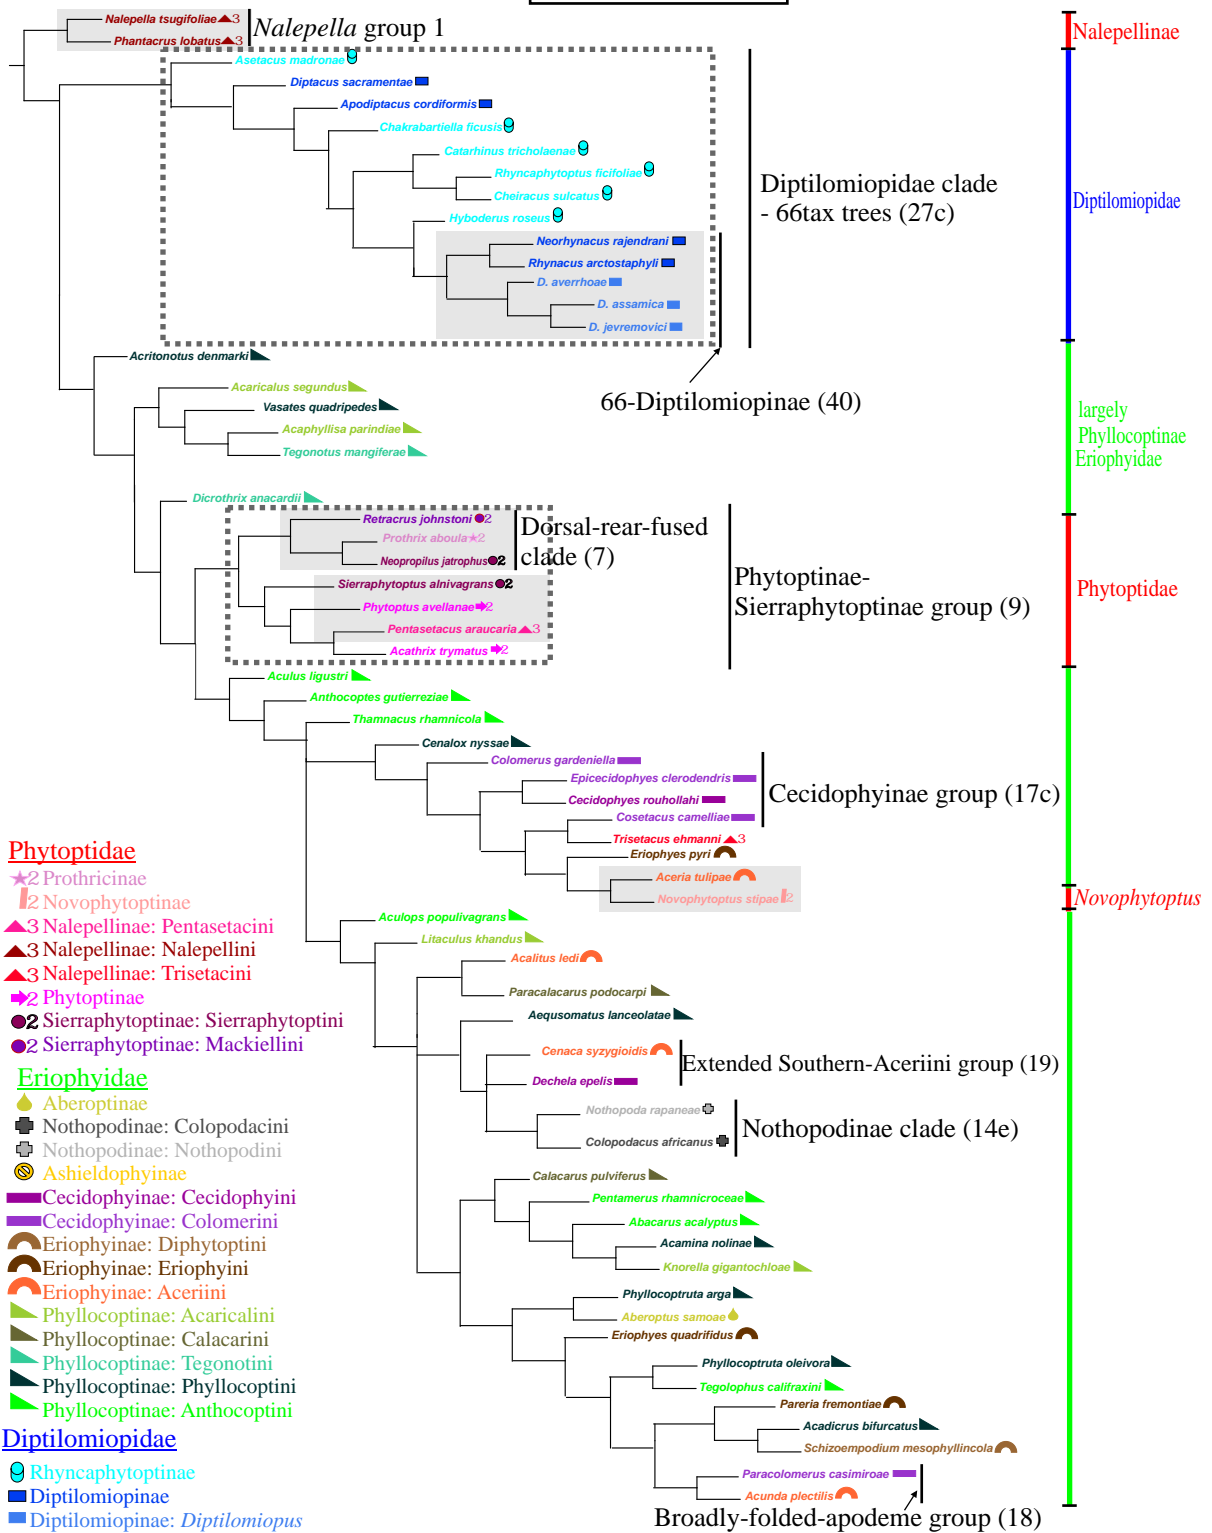 Nalepella tsugifoliae 3
Phantacrus lobatus 3
Nalepella group 1
Nalepellinae
Asetacus madronae
Diptacus sacramentae
Apodiptacus cordiformis
Chakrabartiella ficusis
Catarhinus tricholaenae
Rhyncaphytoptus ficifoliae
Cheiracus sulcatus
Hyboderus roseus
Neorhynacus rajendrani
Rhynacus arctostaphyli
D. averrhoae
D. assamica
D. jevremovici
Diptilomiopidae clade
- 66tax trees (27c)
Diptilomiopidae
66-Diptilomiopinae (40)
Acritonotus denmarki
Acaricalus segundus
Vasates quadripedes
Acaphyllisa parindiae
Tegonotus mangiferae
largely
Phyllocoptinae
Eriophyidae
Dicrothrix anacardii
Retracrus johnstoni 2
Prothrix aboula 2
Neopropilus jatrophus 2
Dorsal-rear-fused
clade (7)
Sierraphytoptus alnivagrans 2
Phytoptus avellanae 2
Pentasetacus araucaria 3
Acathrix trymatus 2
Phytoptinae-
Sierraphytoptinae group (9)
Phytoptidae
Aculus ligustri
Anthocoptes gutierreziae
Thamnacus rhamnicola
Cenalox nyssae
Colomerus gardeniella
Epicecidophyes clerodendris
Cecidophyes rouhollahi
Cosetacus camelliae
Cecidophyinae group (17c)
Trisetacus ehmanni 3
Eriophyes pyri
Aceria tulipae
Novophytoptus stipae 2
Novophytoptus
Aculops populivagrans
Litaculus khandus
Acalitus ledi
Paracalacarus podocarpi
Aequsomatus lanceolatae
Cenaca syzygioidis
Dechela epelis
Extended Southern-Aceriini group (19)
Nothopoda rapaneae
Colopodacus africanus
Nothopodinae clade (14e)
Calacarus pulviferus
Pentamerus rhamnicroceae
Abacarus acalyptus
Acamina nolinae
Knorella gigantochloae
Phyllocoptruta arga
Aberoptus samoae
Eriophyes quadrifidus
Phyllocoptruta oleivora
Tegolophus califraxini
Pareria fremontiae
Acadicrus bifurcatus
Schizoempodium mesophyllincola
Paracolomerus casimiroae
Acunda plectilis
Broadly-folded-apodeme group (18)
Phytoptidae
2 Prothricinae
2 Novophytoptinae
3 Nalepellinae: Pentasetacini
3 Nalepellinae: Nalepellini
3 Nalepellinae: Trisetacini
2 Phytoptinae
2 Sierraphytoptinae: Sierraphytoptini
2 Sierraphytoptinae: Mackiellini
Eriophyidae
Aberoptinae
Nothopodinae: Colopodacini
Nothopodinae: Nothopodini
Ashieldophyinae
Cecidophyinae: Cecidophyini
Cecidophyinae: Colomerini
Eriophyinae: Diphytoptini
Eriophyinae: Eriophyini
Eriophyinae: Aceriini
Phyllocoptinae: Acaricalini
Phyllocoptinae: Calacarini
Phyllocoptinae: Tegonotini
Phyllocoptinae: Phyllocoptini
Phyllocoptinae: Anthocoptini
Diptilomiopidae
Rhyncaphytoptinae
Diptilomiopinae
Diptilomiopinae: Diptilomiopus